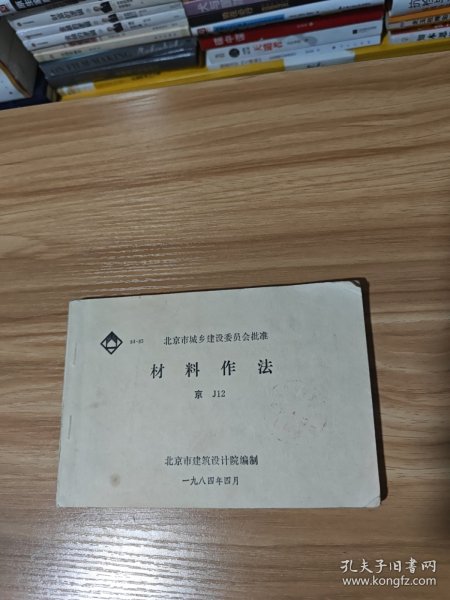 84-85
北京市城乡建设委员会批准
材料作法
京 J12
北京市建筑设计院编制
一九八四年四月
孔夫子旧书网
www.kongfz.com